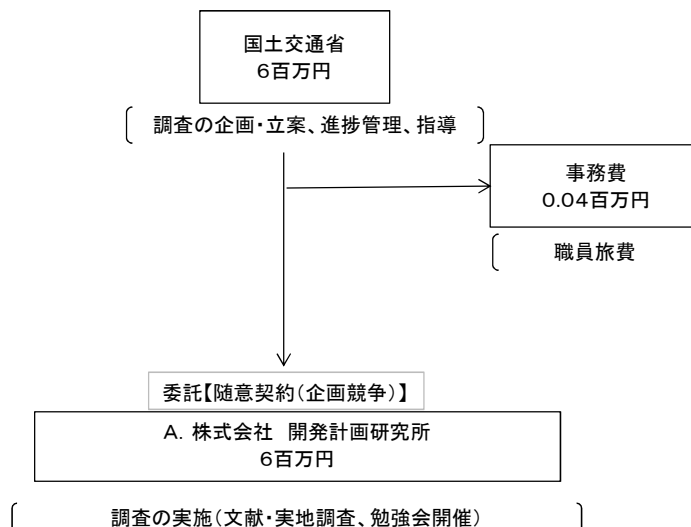 国土交通省
6百万円
調査の企画・立案、進捗管理、指導
事務費
0.04百万円
職員旅費
委託【随意契約(企画競争)】
A. 株式会社 開発計画研究所
6百万円
調査の実施(文献・実地調査、勉強会開催)